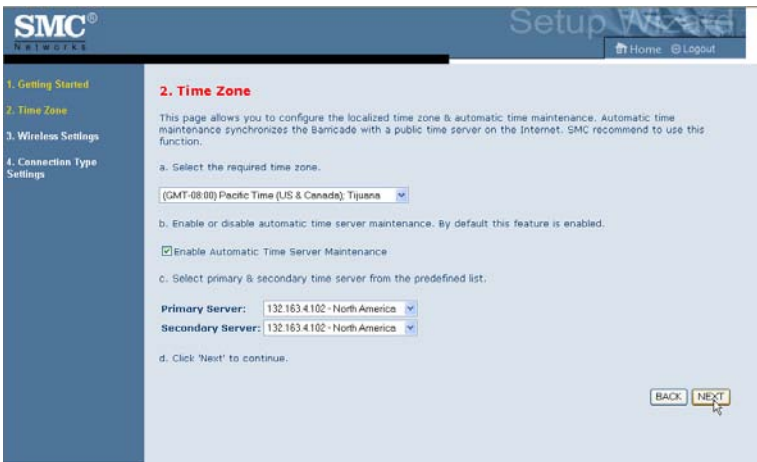 SMC®
Networks
Setup Wizard
Home Logout
1. Getting Started
2. Time Zone
3. Wireless Settings
4. Connection Type
Settings
2. Time Zone
This page allows you to configure the localized time zone & automatic time maintenance. Automatic time
maintenance synchronizes the Barricade with a public time server on the Internet. SMC recommend to use this
function.
a. Select the required time zone.
(GMT-08:00) Pacific Time (US & Canada); Tijuana
b. Enable or disable automatic time server maintenance. By default this feature is enabled.
Enable Automatic Time Server Maintenance
c. Select primary & secondary time server from the predefined list.
Primary Server: 132.163.4.102 - North America
Secondary Server: 132.163.4.102 - North America
d. Click 'Next' to continue.
BACK NEXT